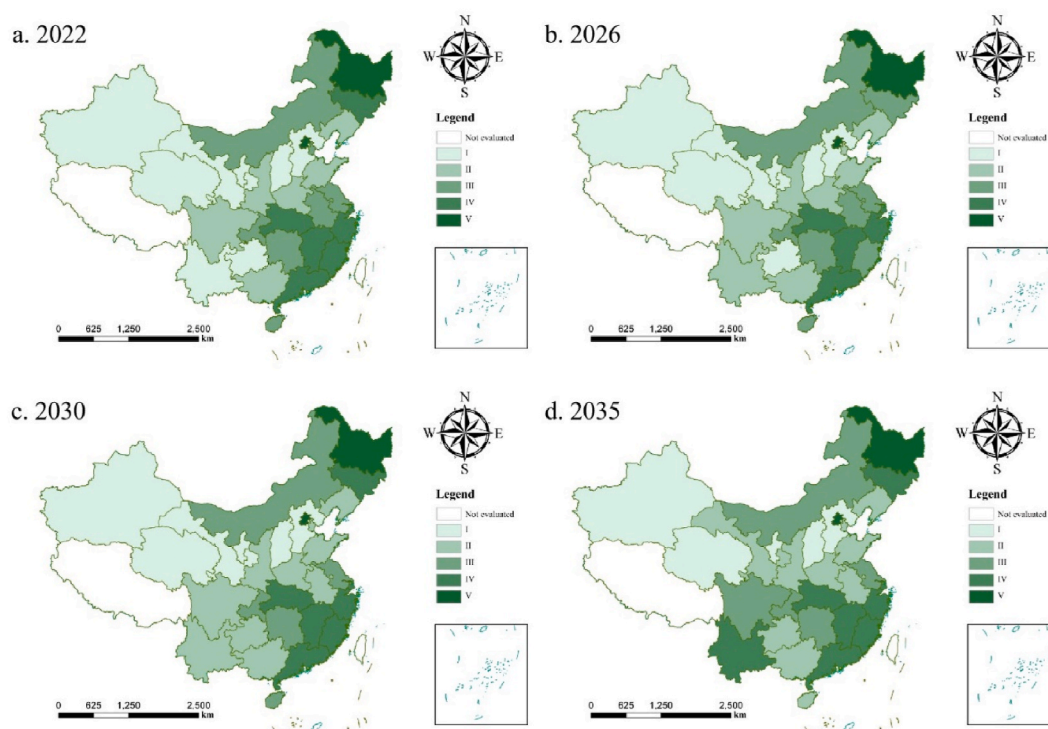 a. 2022
N
W
E
S
Legend
Not evaluated
I
II
III
IV
V
0 625 1,250 2,500
km
b. 2026
N
W
E
S
Legend
Not evaluated
I
II
III
IV
V
0 625 1,250 2,500
km
c. 2030
N
W
E
S
Legend
Not evaluated
I
II
III
IV
V
0 625 1,250 2,500
km
d. 2035
N
W
E
S
Legend
Not evaluated
I
II
III
IV
V
0 625 1,250 2,500
km